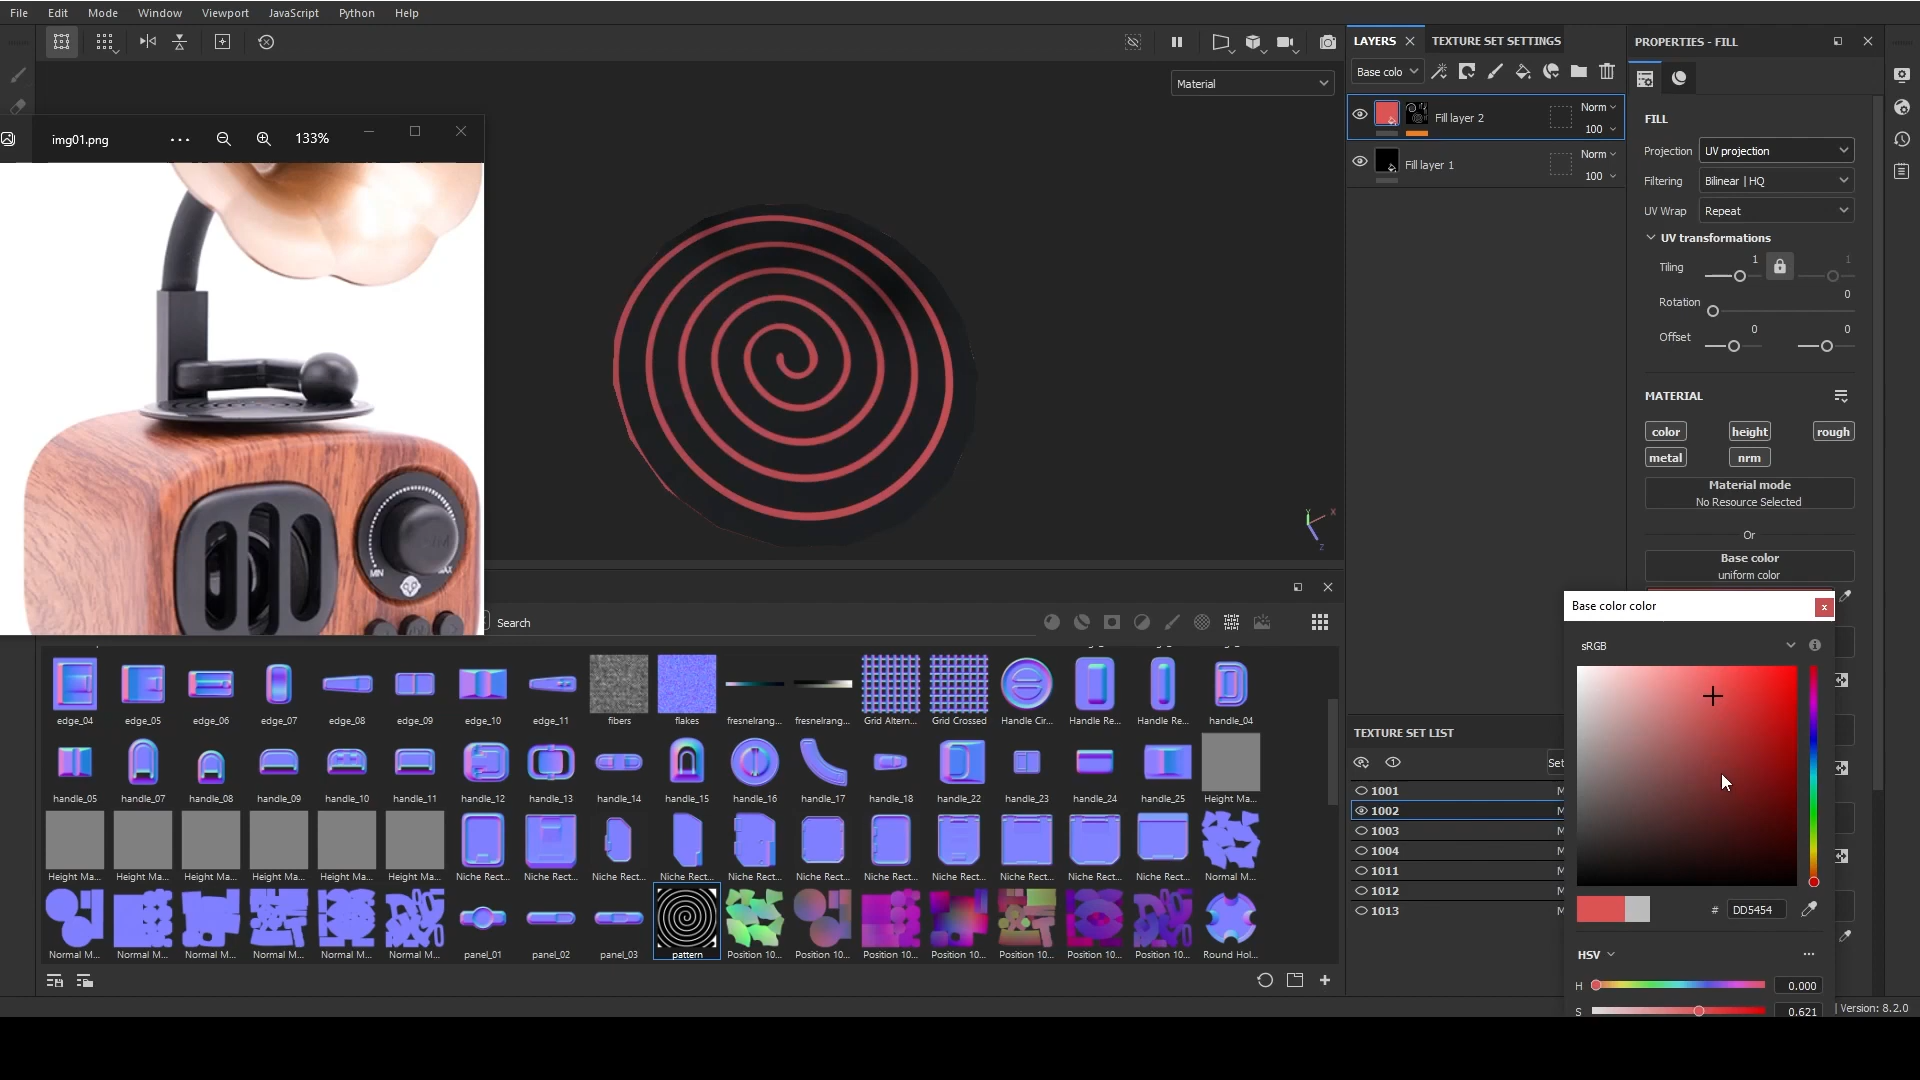 File Edit Mode Window Viewport JavaScript Python Help
LAYERS TEXTURE SET SETTINGS
PROPERTIES - FILL
Base colo
Material
Norm
100
Fill layer 2
Norm
100
Fill layer 1
img01.png
133%
MIN
FILL
Projection UV projection
Filtering Bilinear | HQ
UV Wrap Repeat
UV transformations
Tiling 1 1
Rotation 0
Offset 0 0
MATERIAL
color height rough
metal nrm
Material mode
No Resource Selected
Or
Base color
uniform color
Y X
Z
Search
edge_04 edge_05 edge_06 edge_07 edge_08 edge_09 edge_10 edge_11 fibers flakes fresnelrang... fresnelrang... Grid Altern... Grid Crossed Handle Cir... Handle Re... Handle Re... handle_04
handle_05 handle_07 handle_08 handle_09 handle_10 handle_11 handle_12 handle_13 handle_14 handle_15 handle_16 handle_17 handle_18 handle_22 handle_23 handle_24 handle_25 Height Ma...
Height Ma... Height Ma... Height Ma... Height Ma... Height Ma... Height Ma... Niche Rect... Niche Rect... Niche Rect... Niche Rect... Niche Rect... Niche Rect... Niche Rect... Niche Rect... Niche Rect... Niche Rect... Niche Rect... Normal M...
Normal M... Normal M... Normal M... Normal M... Normal M... Normal M... panel_01 panel_02 panel_03 pattern Position 10... Position 10... Position 10... Position 10... Position 10... Position 10... Position 10... Round Hol...
TEXTURE SET LIST
Set
1001 M
1002 M
1003 M
1004 M
1011 M
1012 M
1013 M
Base color color
sRGB
# DD5454
HSV
H 0.000
S 0.621
Version: 8.2.0